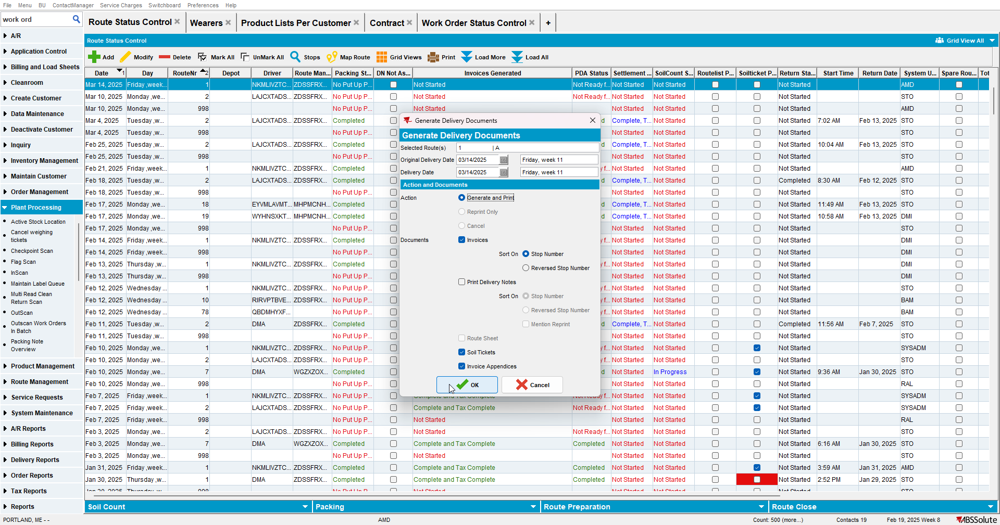 File Menu BU ContactManager Service Charges Switchboard Preferences Help
work ord
Route Status Control Wearers Product Lists Per Customer Contract Work Order Status Control +
Route Status Control Grid View All
Add Modify Delete Mark All UnMark All Stops Map Route Grid Views Print Load More Load All
A/R
Application Control
Billing and Load Sheets
Cleanroom
Create Customer
Data Maintenance
Deactivate Customer
Inquiry
Inventory Management
Maintain Customer
Order Management
Plant Processing
Active Stock Location
Cancel weighing
tickets
Checkpoint Scan
Flag Scan
InScan
Maintain Label Queue
Multi Read Clean
Return Scan
OutScan
Outscan Work Orders
In Batch
Packing Note
Overview
Product Management
Route Management
Service Requests
System Maintenance
A/R Reports
Billing Reports
Delivery Reports
Order Reports
Tax Reports
Reports
Date 1 Day RouteNr 2 Depot Driver Route Man... Packing St... DN Not As... Invoices Generated PDA Status Settlement ... SoilCount S... Routelist P... Soilticket P... Return Sta... Start Time Return Date System U... Spare Rou... Tot
Mar 14, 2025 Friday ,week... 1 NKMLIVZTC... ZDSSFRX... No Put Up P... Not Started Not Ready f... Not Started Not Started Not Started AMD
Mar 10, 2025 Monday ,we... 2 LAJCXTADS... ZDSSFRX... No Put Up P... Not Started Not Ready f... Not Started Not Started Not Started STO
Mar 10, 2025 Monday ,we... 998 No Put Up P... Not Started Not Started Not Started Not Started AMD
Mar 4, 2025 Tuesday ,w... 2 LAJCXTADS... ZDSSFRX... Completed d Complete, T... Not Started Not Started 7:02 AM Feb 13, 2025 STO
Mar 4, 2025 Tuesday ,w... 998 No Put Up P... Not Started Not Started Not Started STO
Feb 25, 2025 Tuesday ,w... 2 LAJCXTADS... ZDSSFRX... Completed d Complete, T... Not Started Not Started 10:04 AM Feb 13, 2025 STO
Feb 25, 2025 Tuesday ,w... 998 No Put Up P... Not Started Not Started Not Started STO
Feb 21, 2025 Friday ,week... 1 NKMLIVZTC... ZDSSFRX... Completed y f... Not Started Not Started Not Started AMD
Feb 18, 2025 Tuesday ,w... 2 LAJCXTADS... ZDSSFRX... Completed d Complete, T... Not Started Completed 8:30 AM Feb 12, 2025 STO
Feb 18, 2025 Tuesday ,w... 998 No Put Up P... Not Started Not Started Not Started STO
Feb 17, 2025 Monday ,we... 18 EYVMLAVMT... MHPMCNH... Completed d Complete, T... Not Started Not Started 11:49 AM Feb 13, 2025 STO
Feb 17, 2025 Monday ,we... 19 WYHNSXKT... MHPMCNH... Completed d Complete, T... Not Started Not Started 10:58 AM Feb 13, 2025 DMI
Feb 17, 2025 Monday ,we... 998 No Put Up P... Not Started Not Started Not Started STO
Feb 14, 2025 Friday ,week... 1 NKMLIVZTC... ZDSSFRX... Completed y f... Not Started Not Started Not Started DMI
Feb 14, 2025 Friday ,week... 998 No Put Up P... Not Started Not Started Not Started DMI
Feb 13, 2025 Thursday ,w... 1 NKMLIVZTC... ZDSSFRX... Completed y f... Not Started Not Started Not Started DMI
Feb 13, 2025 Thursday ,w... 998 No Put Up P... Not Started Not Started Not Started DMI
Feb 12, 2025 Wednesday ... 1 NKMLIVZTC... ZDSSFRX... No Put Up P... y f... Not Started Not Started Not Started STO
Feb 12, 2025 Wednesday ... 10 RIRVPTBVE... ZDSSFRX... No Put Up P... y f... Not Started Not Started Not Started BAM
Feb 12, 2025 Wednesday ... 78 QBDMHYXF... No Put Up P... y f... Not Started Not Started Not Started BAM
Feb 11, 2025 Tuesday ,w... 2 DMA ZDSSFRX... Completed d Complete, T... Not Started Completed 11:56 AM Feb 7, 2025 STO
Feb 11, 2025 Tuesday ,w... 998 No Put Up P... Not Started Not Started Not Started STO
Feb 10, 2025 Monday ,we... 1 NKMLIVZTC... ZDSSFRX... No Put Up P... y f... Not Started Not Started Not Started SYSADM
Feb 10, 2025 Monday ,we... 2 LAJCXTADS... ZDSSFRX... No Put Up P... y f... Not Started Not Started Not Started STO
Feb 10, 2025 Monday ,we... 7 DMA WGZXZOX... Completed d Not Started In Progress Not Started 9:36 AM Jan 30, 2025 STO
Feb 10, 2025 Monday ,we... 998 No Put Up P... Not Started Not Started Not Started RAL
Feb 7, 2025 Friday ,week... 1 NKMLIVZTC... ZDSSFRX... No Put Up P... Complete and Tax Complete Not Ready f... Not Started Not Started Not Started SYSADM
Feb 7, 2025 Friday ,week... 2 LAJCXTADS... ZDSSFRX... No Put Up P... Complete and Tax Complete Not Ready f... Not Started Not Started Not Started SYSADM
Feb 7, 2025 Friday ,week... 998 No Put Up P... Not Started Not Started Not Started Not Started RAL
Feb 3, 2025 Monday ,we... 2 LAJCXTADS... ZDSSFRX... No Put Up P... Not Started Not Ready f... Not Started Not Started Not Started STO
Feb 3, 2025 Monday ,we... 7 DMA WGZXZOX... Completed Complete and Tax Complete Completed Not Started Not Started Not Started 6:16 AM Jan 30, 2025 STO
Feb 3, 2025 Monday ,we... 998 No Put Up P... Not Started Not Started Not Started Not Started STO
Jan 31, 2025 Friday ,week... 1 NKMLIVZTC... ZDSSFRX... Completed Complete and Tax Complete Completed Not Started Not Started Not Started 3:59 AM Jan 31, 2025 AMD
Jan 30, 2025 Thursday ,w... 1 DMA ZDSSFRX... Completed Complete and Tax Complete Completed Not Started Not Started Not Started 2:52 PM Jan 29, 2025 STO
Jan 30, 2025 Thursday ,w... 998 No Put Up P... Not Started Not Started Not Started Not Started STO
Generate Delivery Documents
Generate Delivery Documents
Selected Route(s) 1 | A
Original Delivery Date 03/14/2025 Friday, week 11
Delivery Date 03/14/2025 Friday, week 11
Action and Documents
Action Generate and Print
Reprint Only
Cancel
Documents Invoices
Sort On Stop Number
Reversed Stop Number
Print Delivery Notes
Sort On Stop Number
Reversed Stop Number
Mention Reprint
Route Sheet
Soil Tickets
Invoice Appendices
OK Cancel
Soil Count Packing Route Preparation Route Close
PORTLAND, ME - - AMD Count: 500 (more...) Contacts 19 Feb 19, 2025 Week 8 ABSSolute